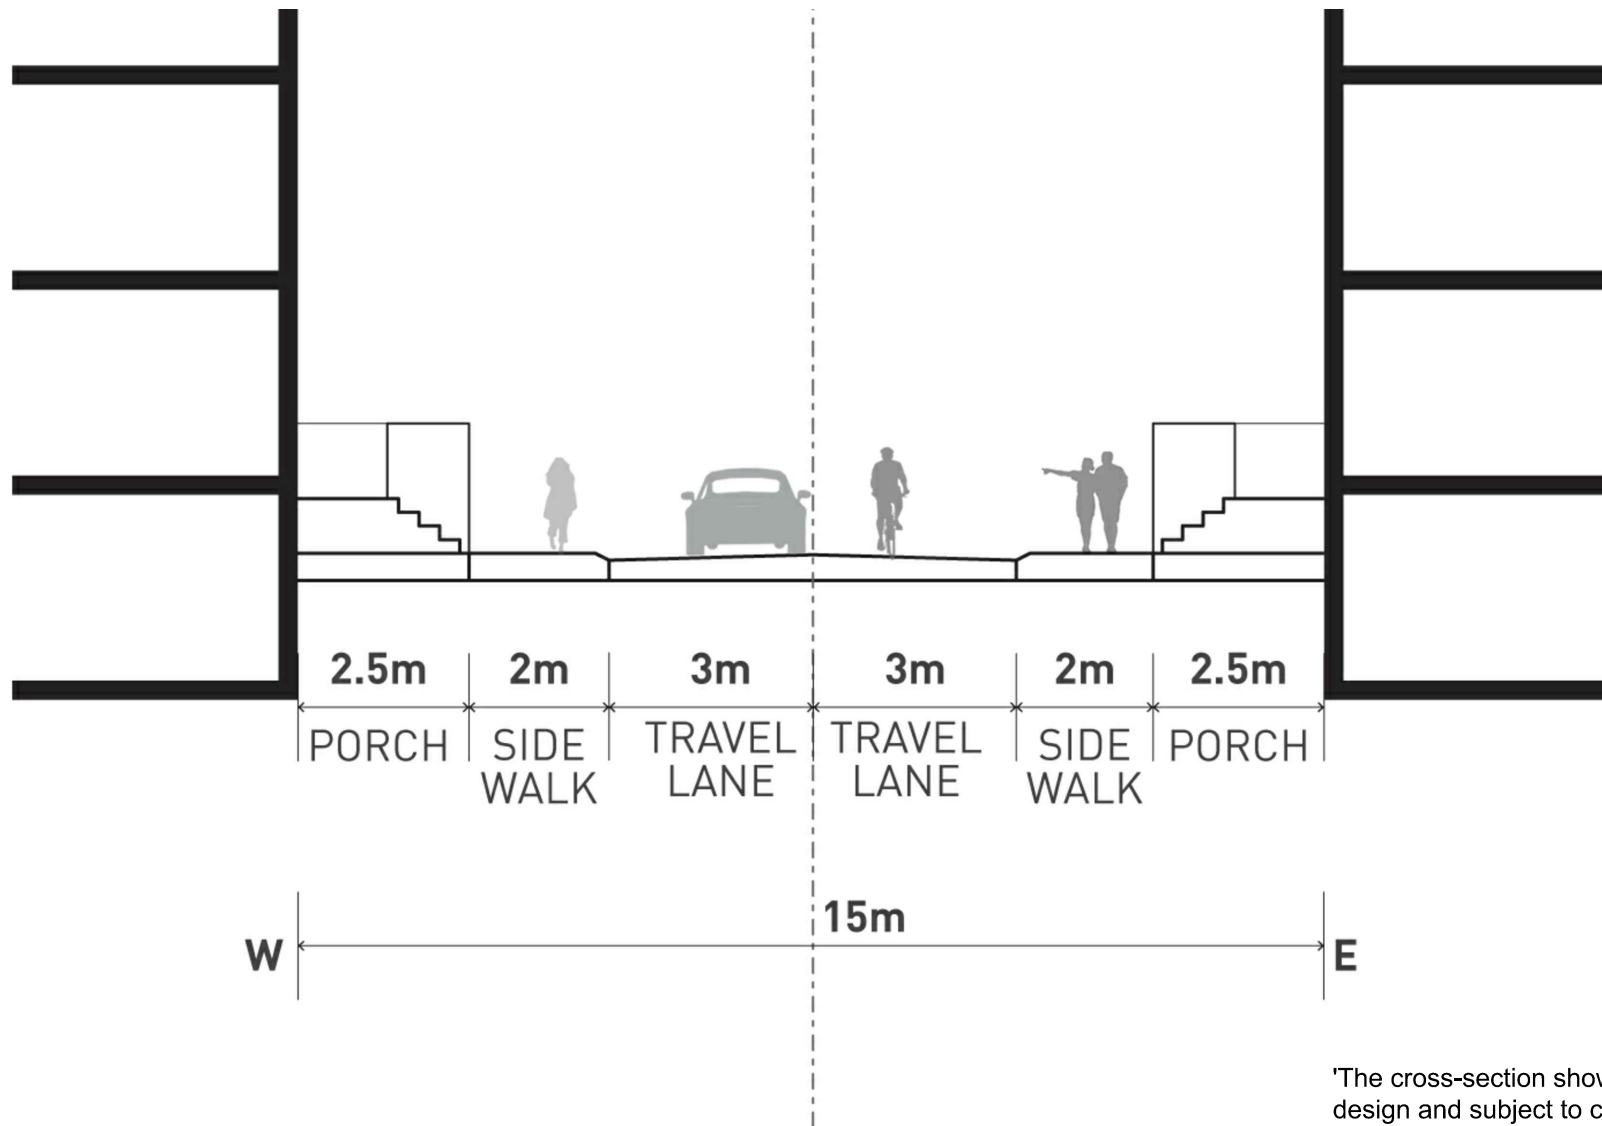 2.5m 2m 3m 3m 2m 2.5m
PORCH SIDE WALK TRAVEL LANE TRAVEL LANE SIDE WALK PORCH
15m
W E
'The cross-section
design and subject to